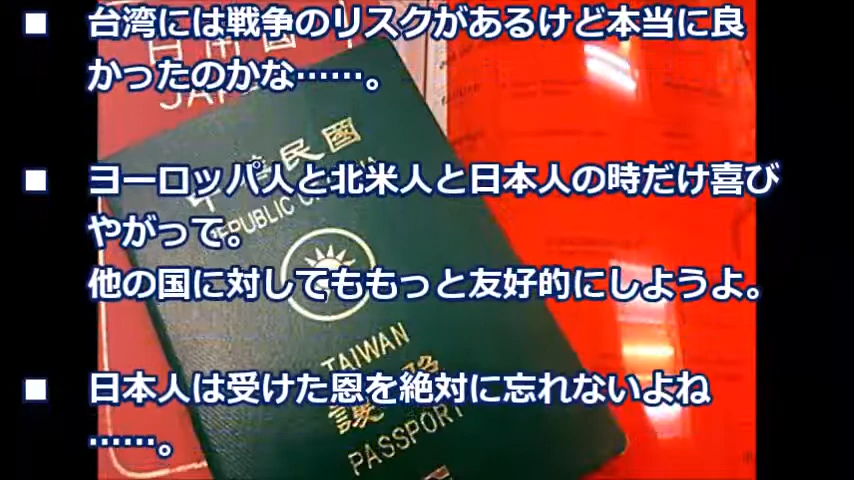 ■ 台湾には戦争のリスクがあるけど本当に良
かったのかな……。
■ ヨーロッパ人と北米人と日本人の時だけ喜び
やがって。
他の国に対してももっと友好的にしようよ。
■ 日本人は受けた恩を絶対に忘れないよね
……。
日本国
JAP
中華民國
REPUBLIC C
TAIWAN
護照
PASSPORT